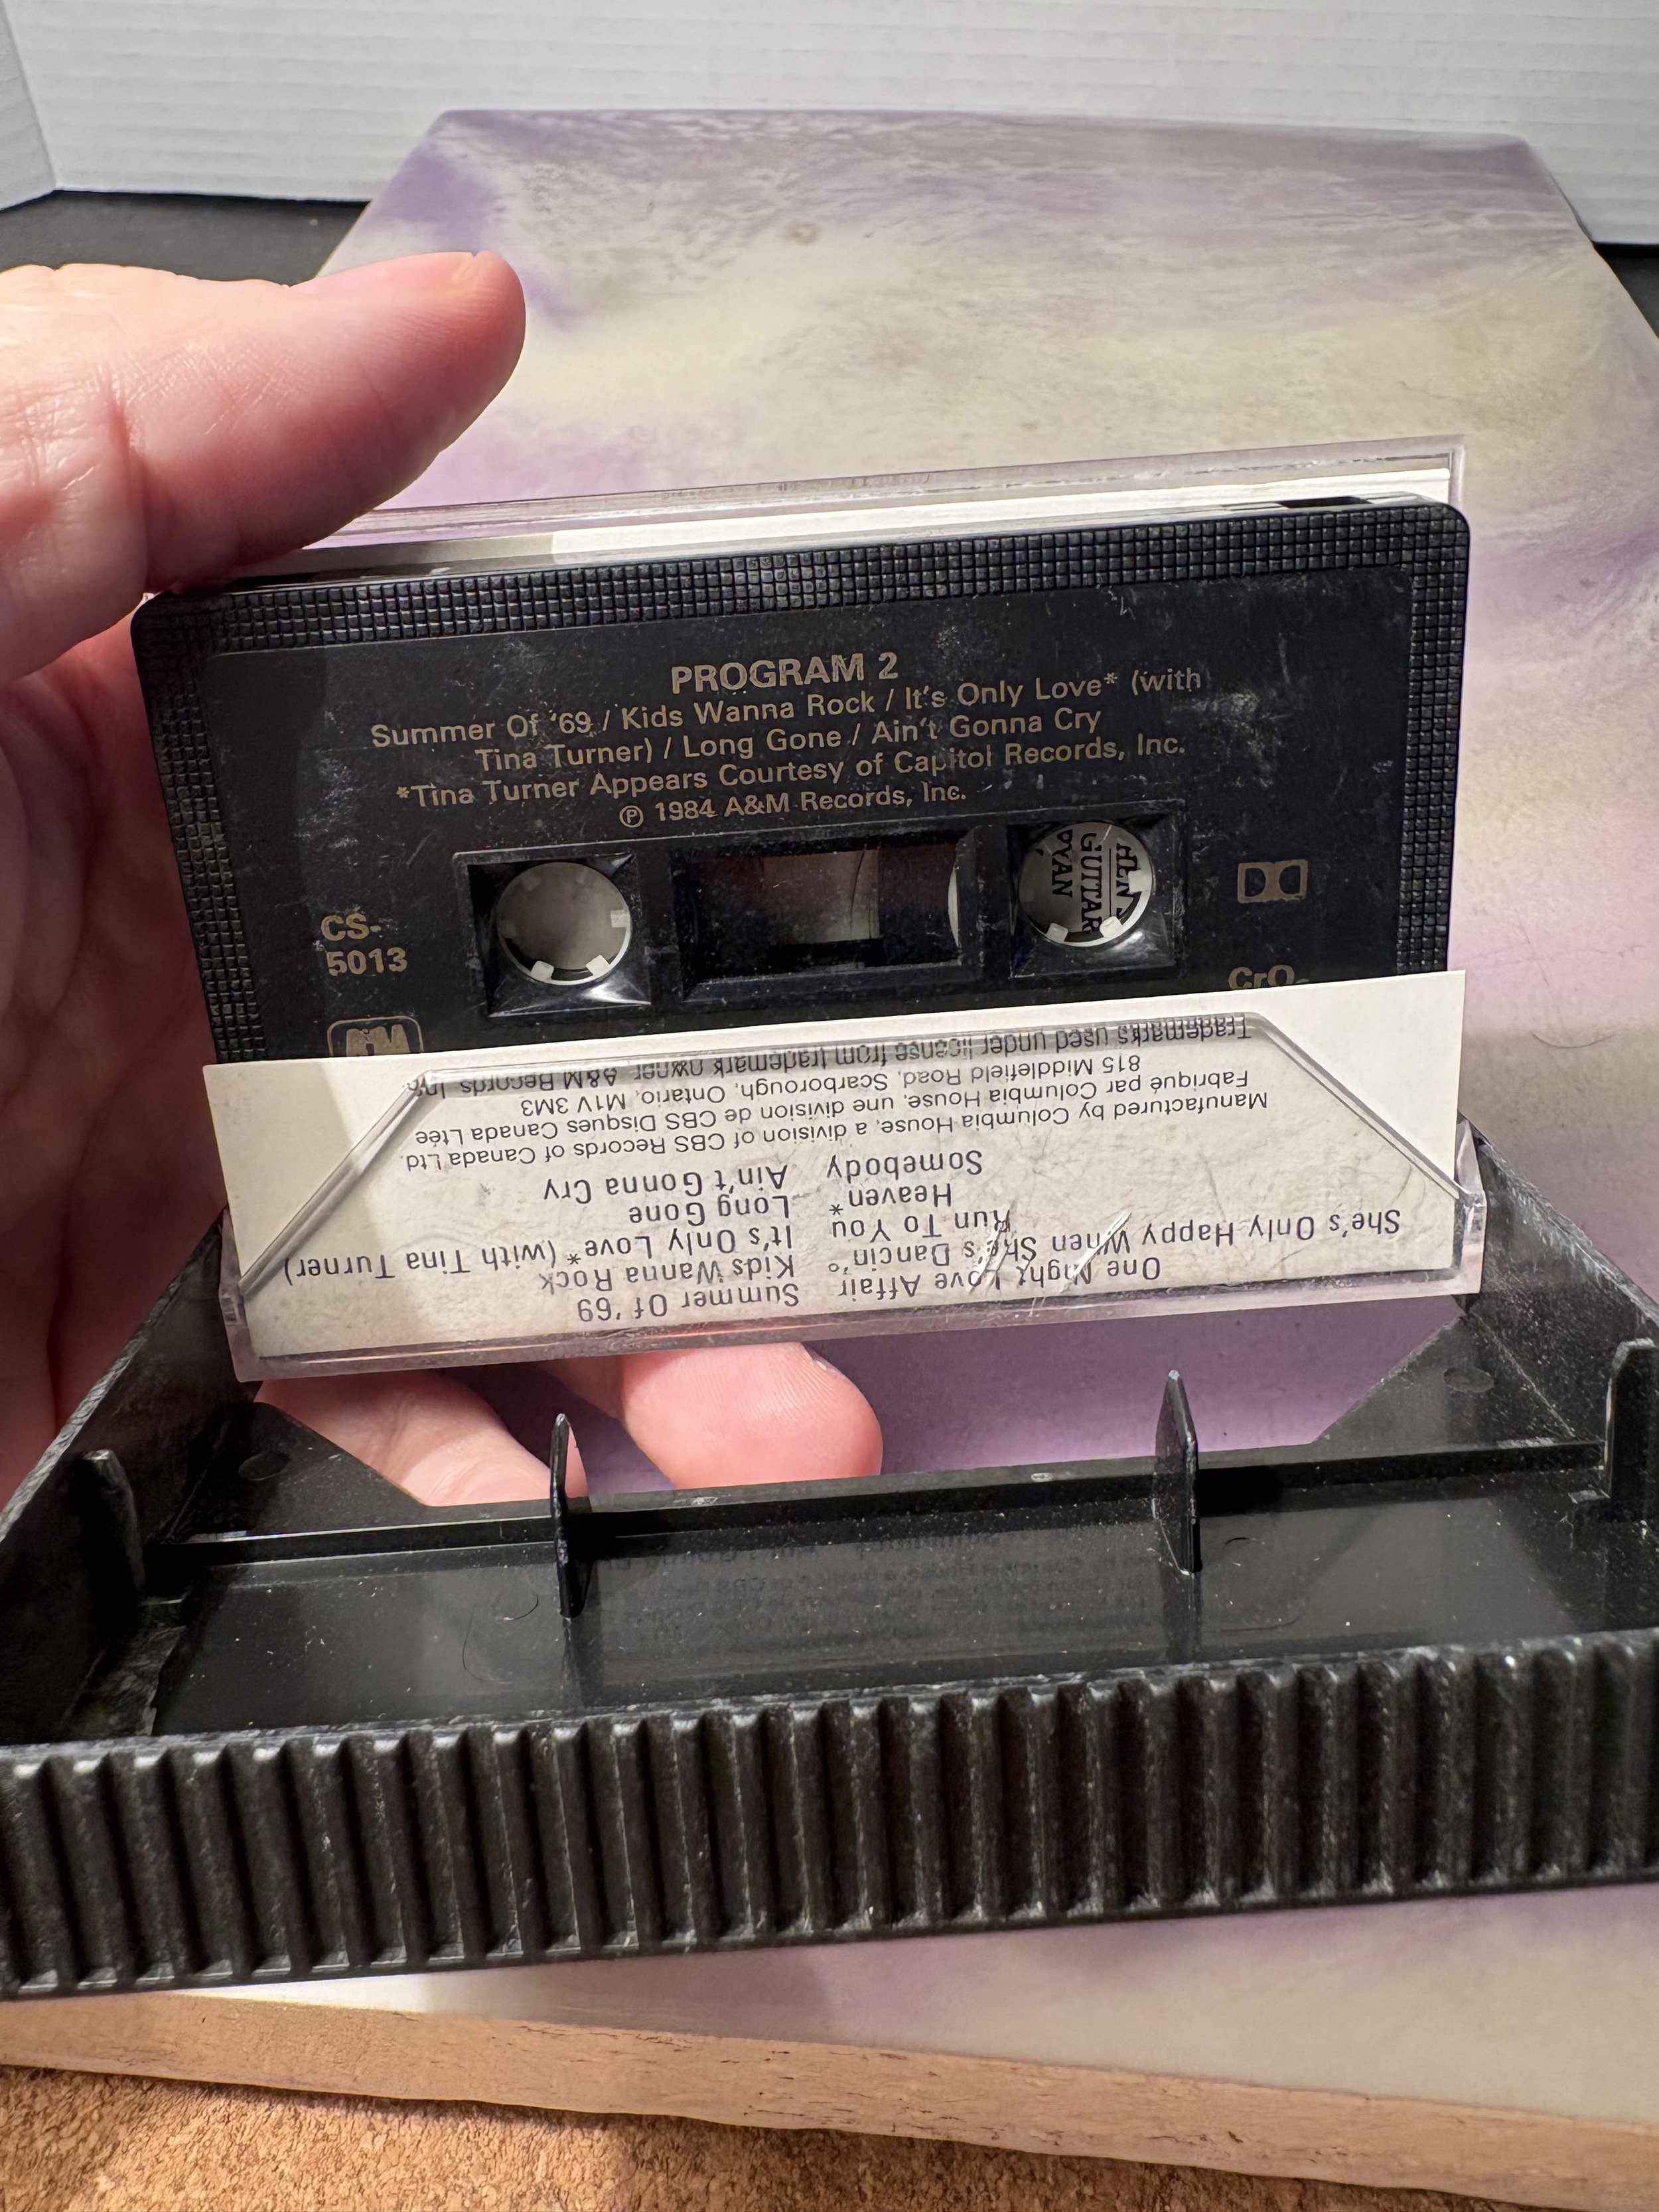 PROGRAM 2
Summer Of '69 / Kids Wanna Rock / It's Only Love* (with
Tina Turner) / Long Gone / Ain't Gonna Cry
*Tina Turner Appears Courtesy of Capitol Records, Inc.
℗ 1984 A&M Records, Inc.
CS-
5013
GUITAR
CrO
A&M
One Night Love Affair
She's Only Happy When She's Dancin'
Run To You
Heaven*
Somebody
Summer Of '69
Kids Wanna Rock
It's Only Love* (with Tina Turner)
Long Gone
Ain't Gonna Cry
Manufactured by Columbia House, a division of CBS Records of Canada Ltd.
Fabriqué par Columbia House, une division de CBS Disques Canada Ltée
815 Middlefield Road, Scarborough, Ontario, M1V 3M3
Trademarks used under license from trademark owner A&M Records Inc.